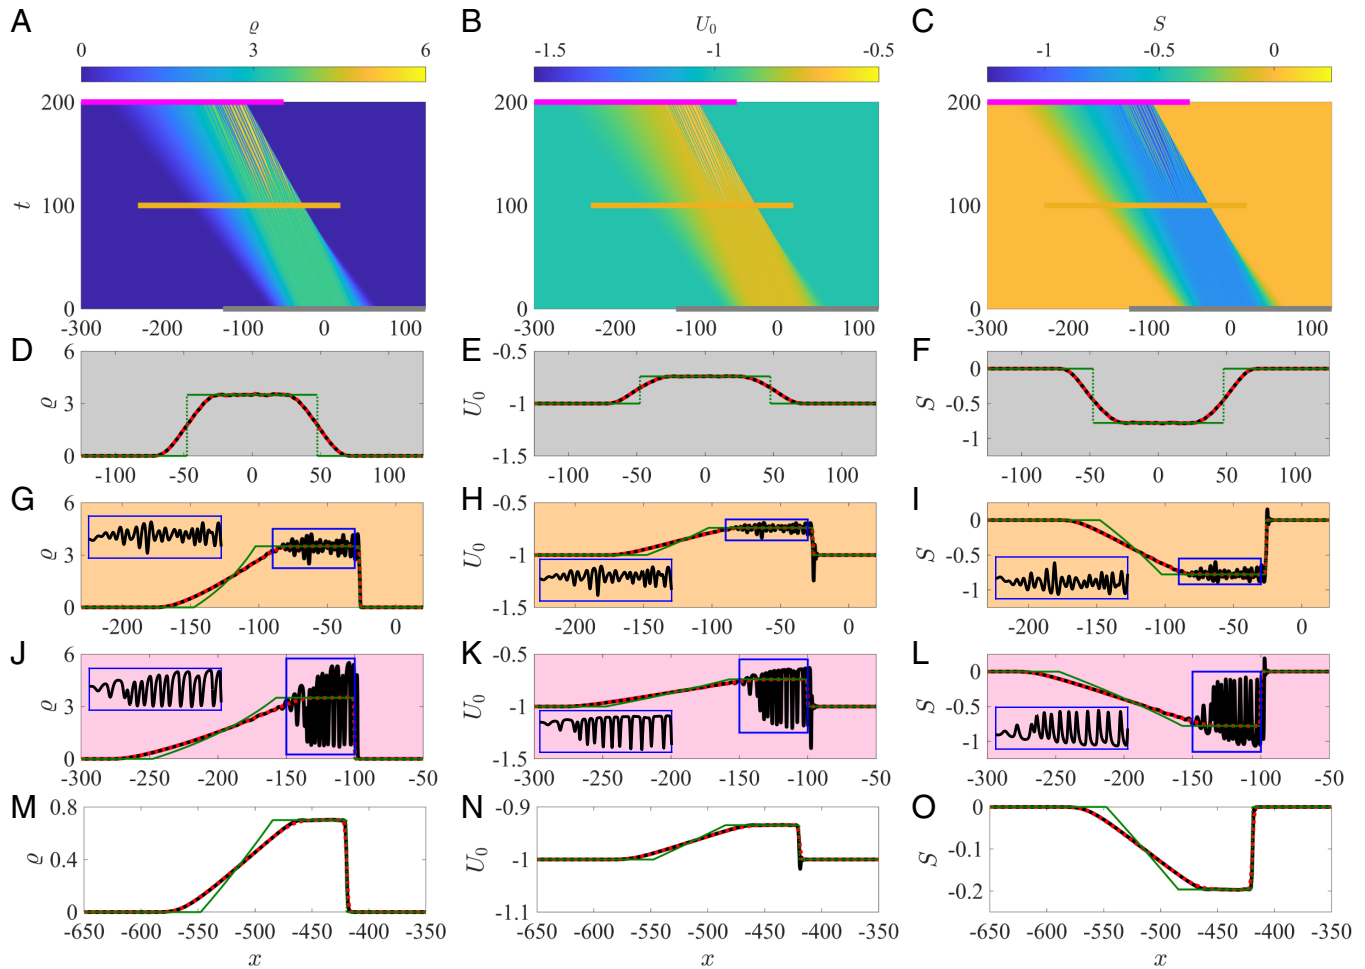 A ϱ B U0 C S
0 3 6 -1.5 -1 -0.5 -1 -0.5 0
200 200 200
t 100 100 100
0 0 0
-300 -200 -100 0 100 -300 -200 -100 0 100 -300 -200 -100 0 100
D ϱ 6 3 0 E U0 -0.5 -1 -1.5 F S 0 -0.5 -1
-100 -50 0 50 100 -100 -50 0 50 100 -100 -50 0 50 100
G ϱ 6 3 0 H U0 -0.5 -1 -1.5 I S 0 -0.5 -1
-200 -150 -100 -50 0 -200 -150 -100 -50 0 -200 -150 -100 -50 0
J ϱ 6 3 0 K U0 -0.5 -1 -1.5 L S 0 -0.5 -1
-300 -250 -200 -150 -100 -50 -300 -250 -200 -150 -100 -50 -300 -250 -200 -150 -100 -50
M ϱ 0.8 0.4 0 N U0 -0.9 -1 -1.1 O S 0 -0.1 -0.2
-650 -600 -550 -500 -450 -400 -350 -650 -600 -550 -500 -450 -400 -350 -650 -600 -550 -500 -450 -400 -350
x x x